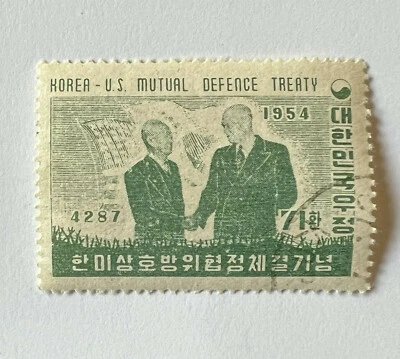 KOREA - U.S. MUTUAL DEFENCE TREATY
1954
대한민국우정
4287
71환
한미상호방위협정체결기념